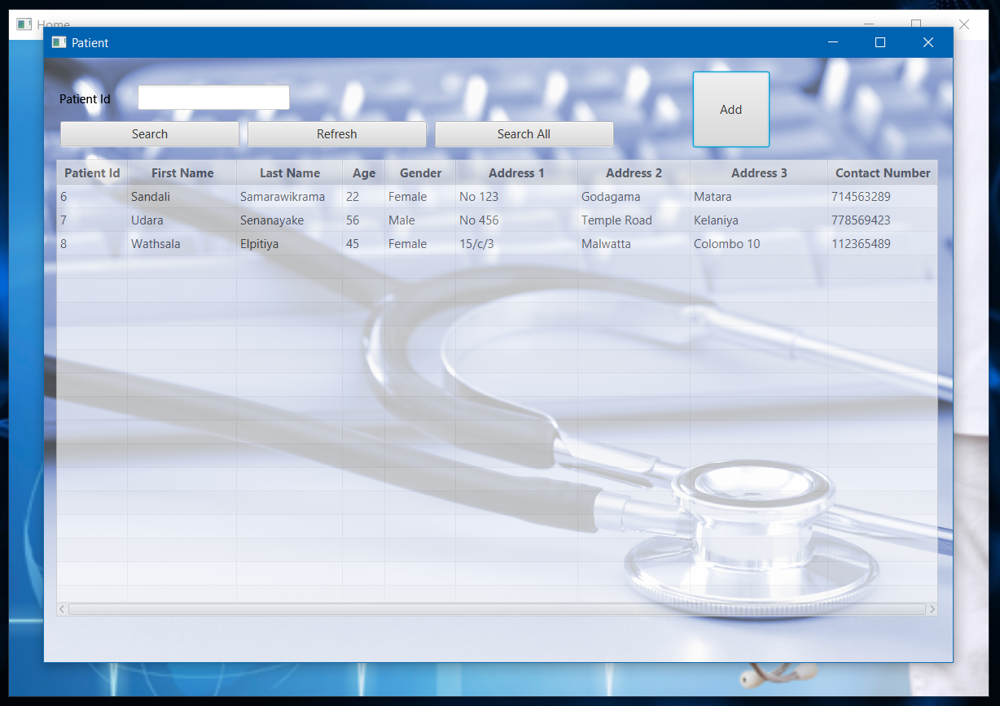 Home
Patient
Patient Id
Add
Search Refresh Search All
Patient Id First Name Last Name Age Gender Address 1 Address 2 Address 3 Contact Number
6 Sandali Samarawikrama 22 Female No 123 Godagama Matara 714563289
7 Udara Senanayake 56 Male No 456 Temple Road Kelaniya 778569423
8 Wathsala Elpitiya 45 Female 15/c/3 Malwatta Colombo 10 112365489